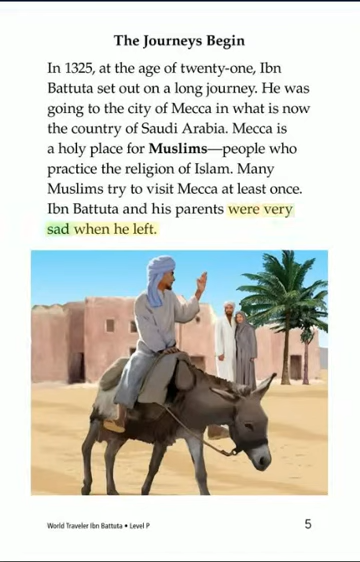 The Journeys Begin
In 1325, at the age of twenty-one, Ibn
Battuta set out on a long journey. He was
going to the city of Mecca in what is now
the country of Saudi Arabia. Mecca is
a holy place for Muslims—people who
practice the religion of Islam. Many
Muslims try to visit Mecca at least once.
Ibn Battuta and his parents were very
sad when he left.
World Traveler Ibn Battuta • Level P
5